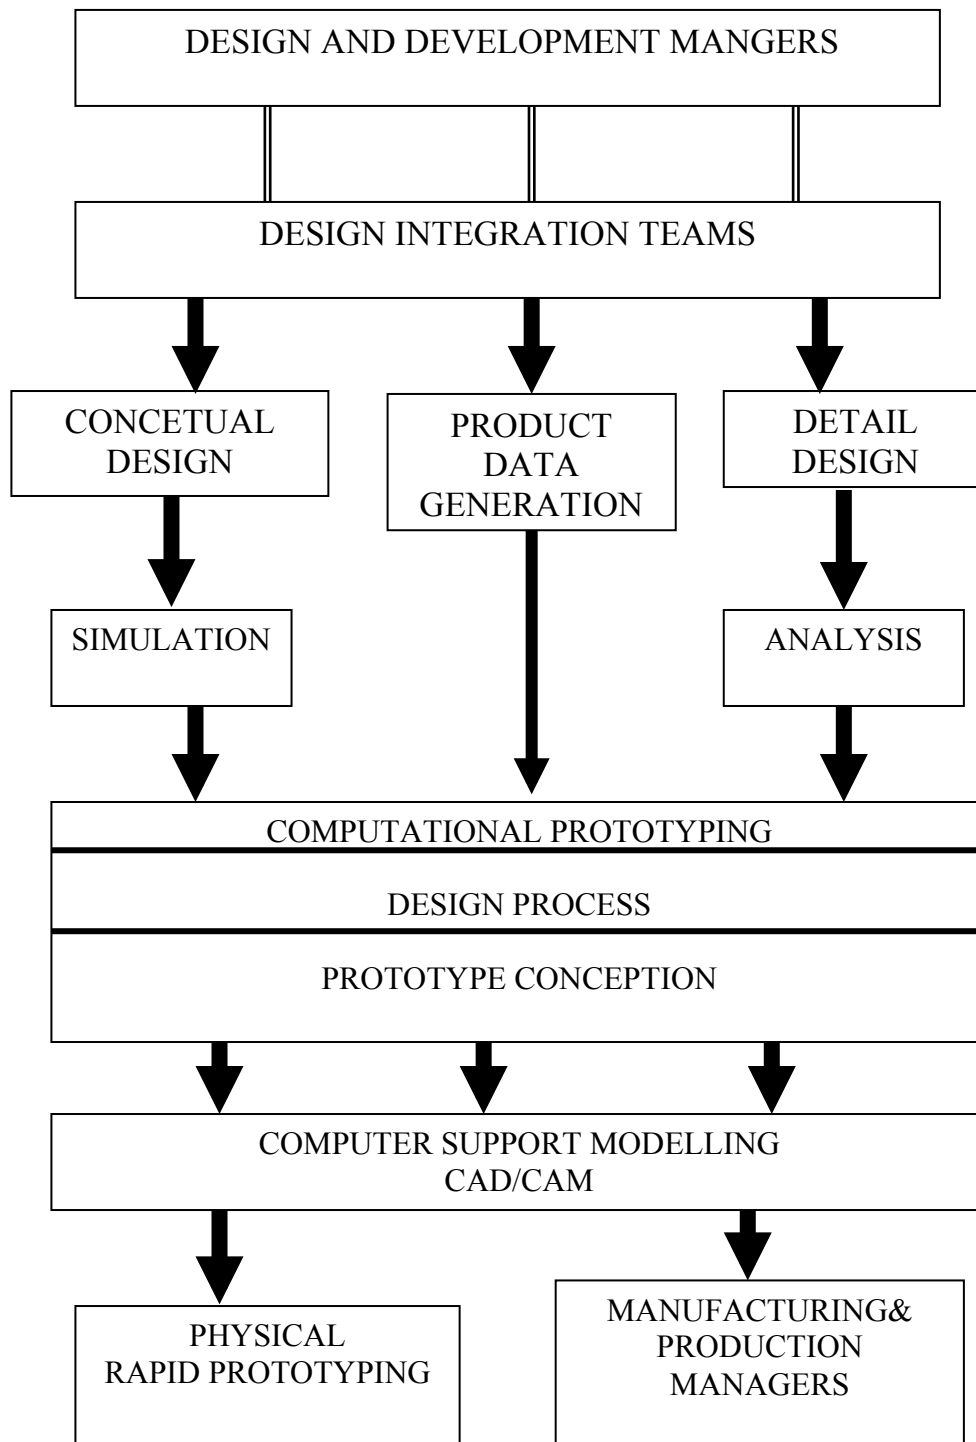 DESIGN AND DEVELOPMENT MANGERS
DESIGN INTEGRATION TEAMS
CONCETUAL
DESIGN
PRODUCT
DATA
GENERATION
DETAIL
DESIGN
SIMULATION
ANALYSIS
COMPUTATIONAL PROTOTYPING
DESIGN PROCESS
PROTOTYPE CONCEPTION
COMPUTER SUPPORT MODELLING
CAD/CAM
PHYSICAL
RAPID PROTOTYPING
MANUFACTURING&
PRODUCTION
MANAGERS